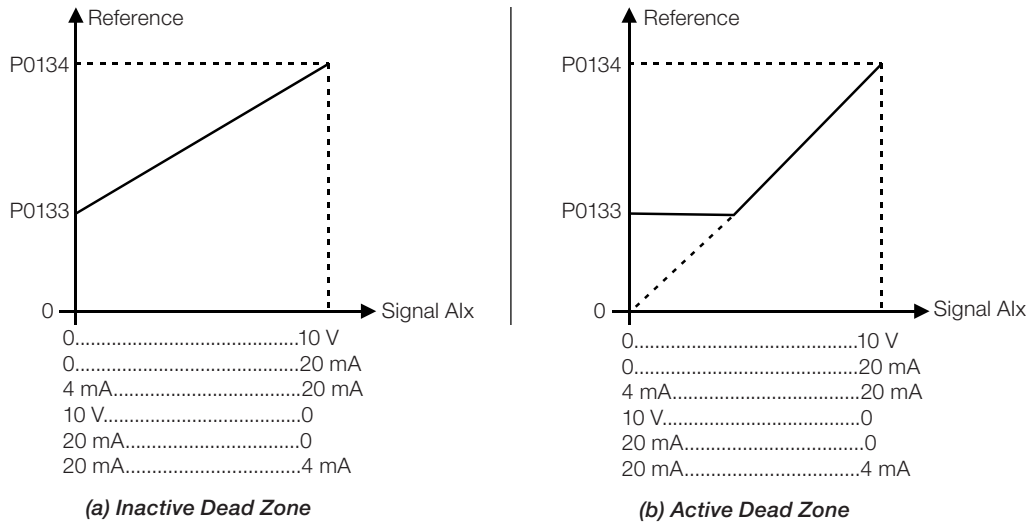 Reference
P0134
P0133
0
Signal AIx
0..........................................10 V
0..........................................20 mA
4 mA...................................20 mA
10 V.....................................0
20 mA.................................0
20 mA.................................4 mA
(a) Inactive Dead Zone
Reference
P0134
P0133
0
Signal AIx
0..........................................10 V
0..........................................20 mA
4 mA...................................20 mA
10 V.....................................0
20 mA.................................0
20 mA.................................4 mA
(b) Active Dead Zone